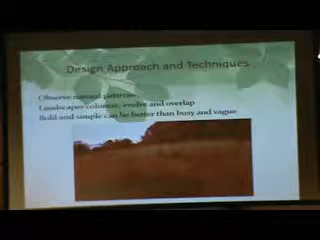 Design Approach and Techniques
Observe natural patterns,
Landscapes colonize, evolve and overlap
Bold and simple can be better than busy and vague